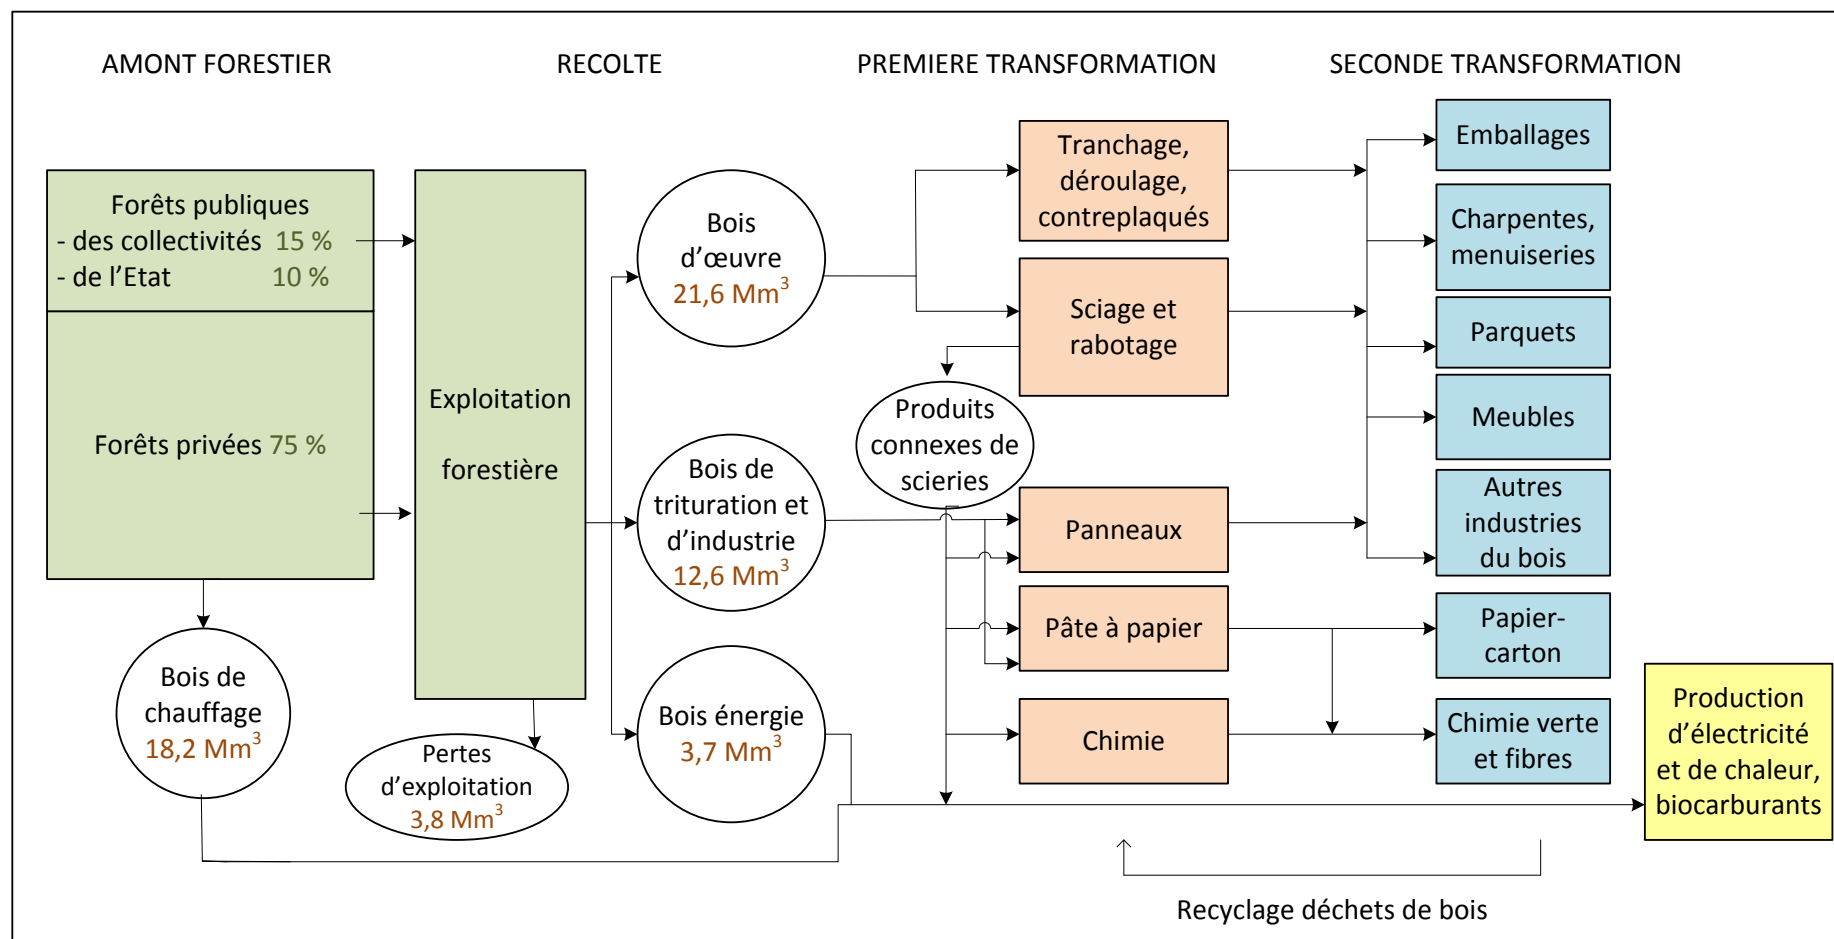 AMONT FORESTIER
RECOLTE
PREMIERE TRANSFORMATION
SECONDE TRANSFORMATION
Forêts publiques
- des collectivités 15 %
- de l’Etat 10 %
Forêts privées 75 %
Bois de
chauffage
18,2 Mm³
Exploitation
forestière
Pertes
d’exploitation
3,8 Mm³
Bois
d’œuvre
21,6 Mm³
Bois de
trituration et
d’industrie
12,6 Mm³
Bois énergie
3,7 Mm³
Tranchage,
déroulage,
contreplaqués
Sciage et
rabotage
Produits
connexes de
scieries
Panneaux
Pâte à papier
Chimie
Emballages
Charpentes,
menuiseries
Parquets
Meubles
Autres
industries
du bois
Papier-
carton
Chimie verte
et fibres
Production
d’électricité
et de chaleur,
biocarburants
Recyclage déchets de bois